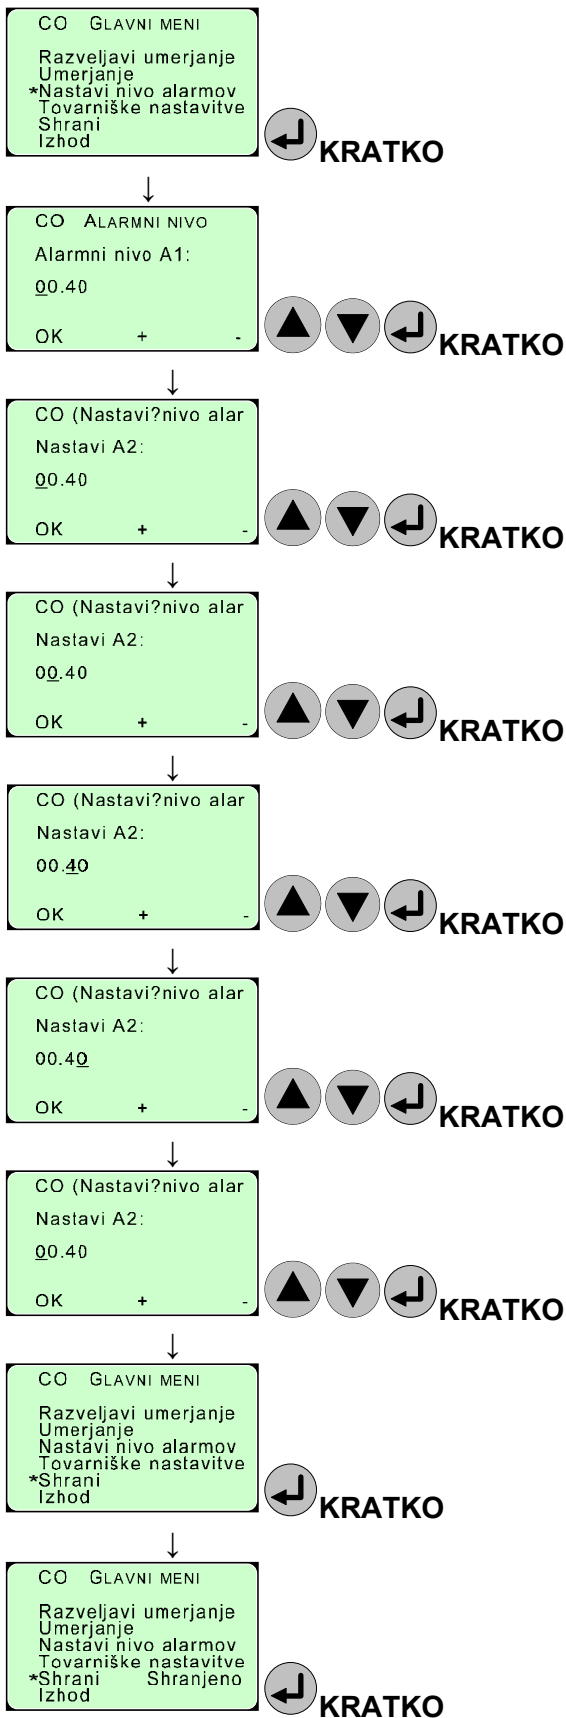 CO GLAVNI MENI
Razveljavi umerjanje
Umerjanje
*Nastavi nivo alarmov
Tovarniške nastavitve
Shrani
Izhod
KRATKO
↓
CO ALARMNI NIVO
Alarmni nivo A1:
00.40
OK + -
KRATKO
↓
CO (Nastavi?nivo alar
Nastavi A2:
00.40
OK + -
KRATKO
↓
CO (Nastavi?nivo alar
Nastavi A2:
00.40
OK + -
KRATKO
↓
CO (Nastavi?nivo alar
Nastavi A2:
00.40
OK + -
KRATKO
↓
CO (Nastavi?nivo alar
Nastavi A2:
00.40
OK + -
KRATKO
↓
CO (Nastavi?nivo alar
Nastavi A2:
00.40
OK + -
KRATKO
↓
CO GLAVNI MENI
Razveljavi umerjanje
Umerjanje
Nastavi nivo alarmov
Tovarniške nastavitve
*Shrani
Izhod
KRATKO
↓
CO GLAVNI MENI
Razveljavi umerjanje
Umerjanje
Nastavi nivo alarmov
Tovarniške nastavitve
*Shrani Shranjeno
Izhod
KRATKO